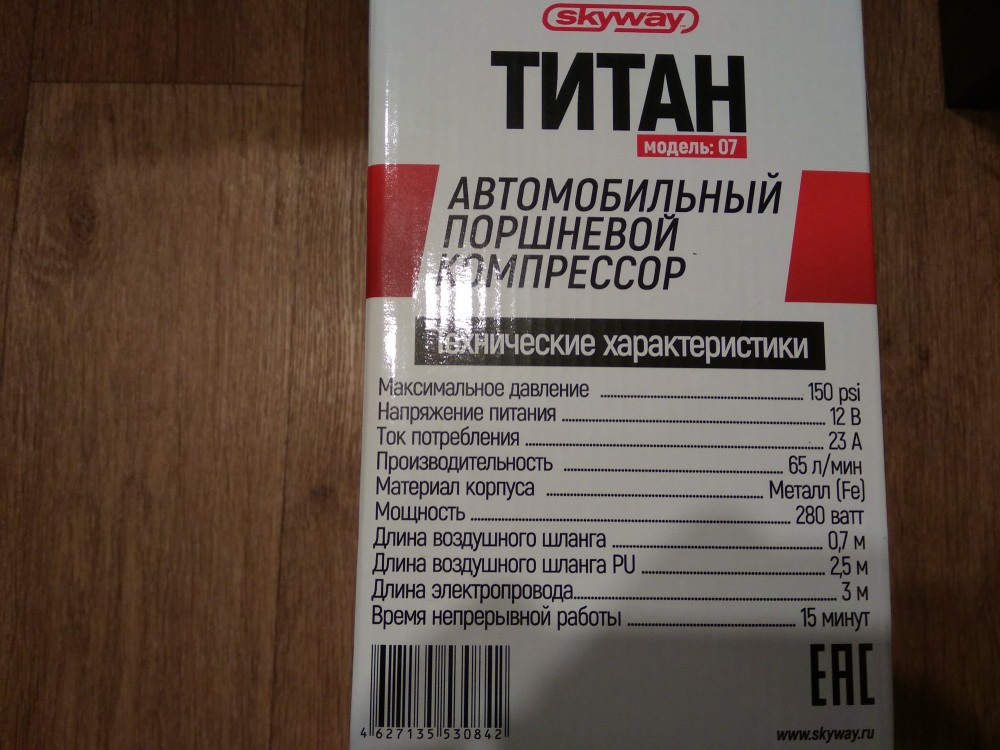 skyway
ТИТАН
модель: 07
АВТОМОБИЛЬНЫЙ
ПОРШНЕВОЙ
КОМПРЕССОР
Технические характеристики
Максимальное давление 150 psi
Напряжение питания 12 В
Ток потребления 23 А
Производительность 65 л/мин
Материал корпуса Металл (Fe)
Мощность 280 ватт
Длина воздушного шланга 0,7 м
Длина воздушного шланга PU 2,5 м
Длина электропровода 3 м
Время непрерывной работы 15 минут
EAC
4 627135 530842
www.skyway.ru